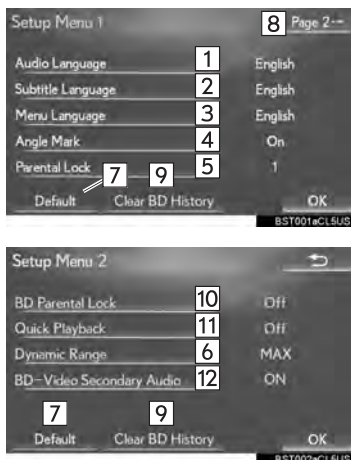 Setup Menu 1 8 Page 2
Audio Language 1 English
Subtitle Language 2 English
Menu Language 3 English
Angle Mark 4 On
Parental Lock 5 1
7 9
Default Clear BD History OK
BST001aCL5US
Setup Menu 2
BD Parental Lock 10 Off
Quick Playback 11 Off
Dynamic Range 6 MAX
BD-Video Secondary Audio 12 ON
7 9
Default Clear BD History OK
BST002aCL5US